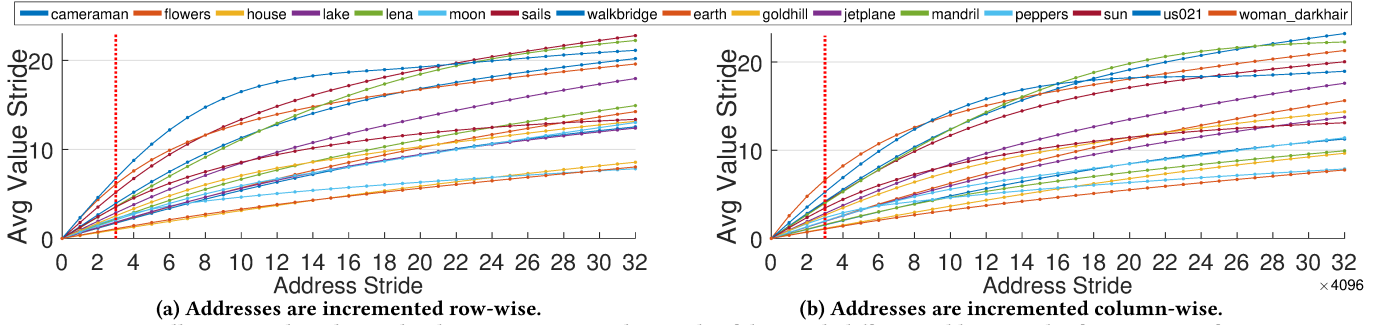 cameraman flowers house lake lena moon sails walkbridge earth goldhill jetplane mandril peppers sun us021 woman_darkhair
Avg Value Stride
20
10
0
0 2 4 6 8 10 12 14 16 18 20 22 24 26 28 30 32
Address Stride
(a) Addresses are incremented row-wise.
Avg Value Stride
20
10
0
0 2 4 6 8 10 12 14 16 18 20 22 24 26 28 30 32
Address Stride
×4096
(b) Addresses are incremented column-wise.